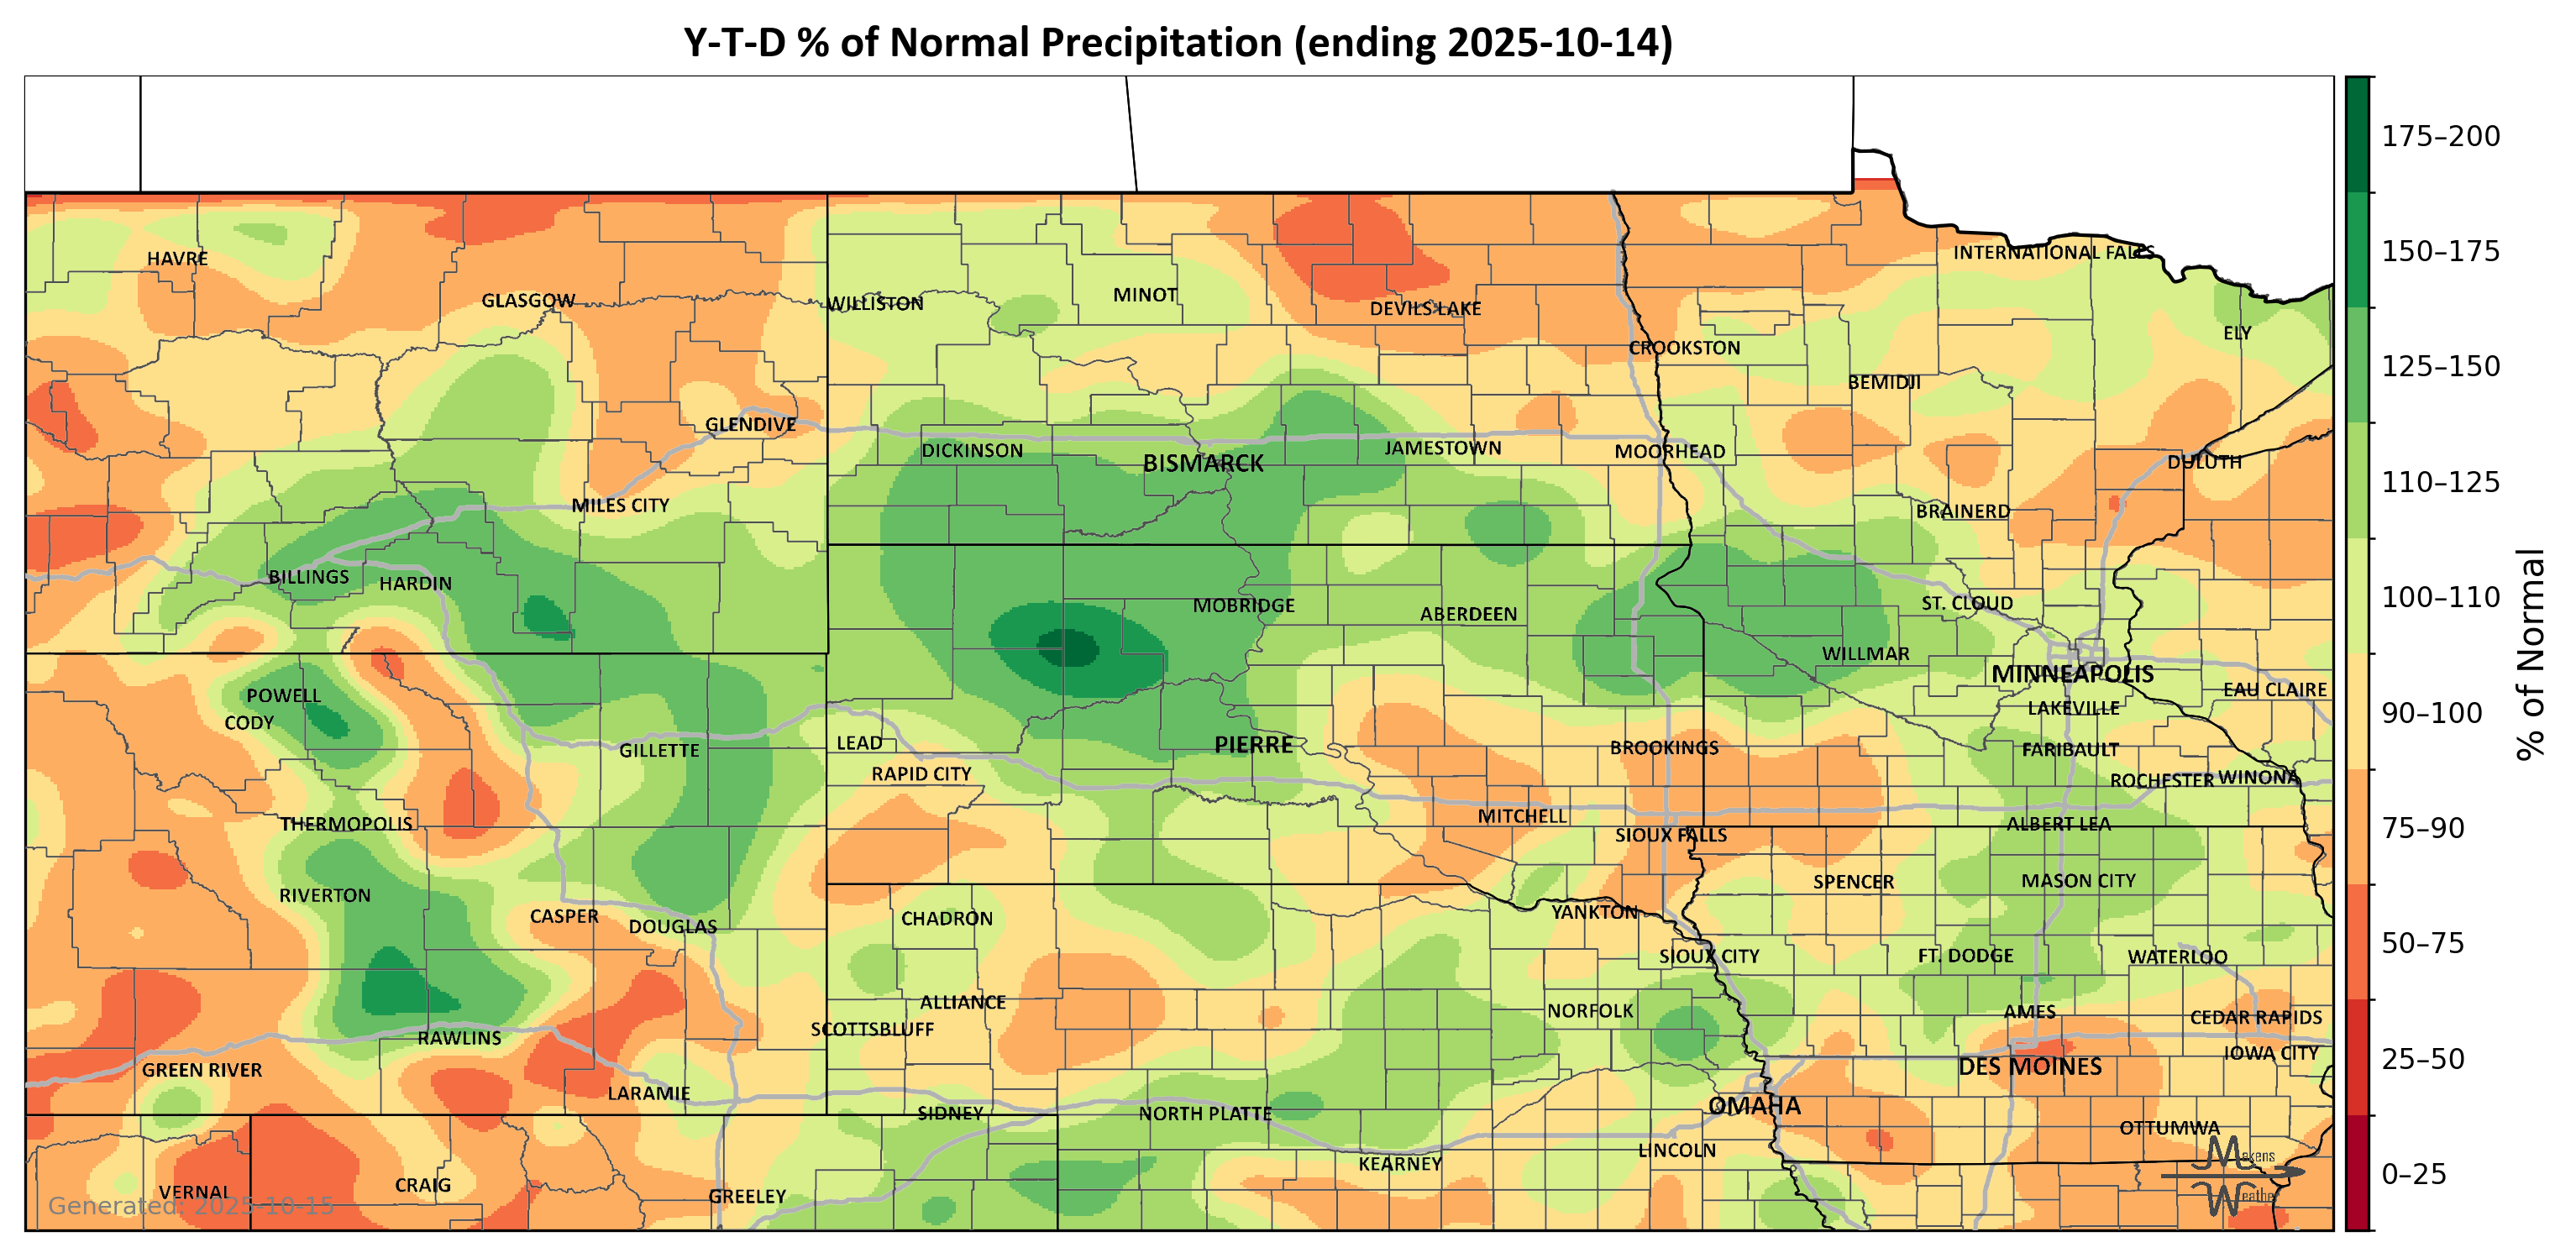 Y-T-D % of Normal Precipitation (ending 2025-10-14)
175–200
150–175
125–150
110–125
100–110
90–100
75–90
50–75
25–50
0–25
% of Normal
INTERNATIONAL FALLS
HAVRE
GLASGOW
WILLISTON
MINOT
DEVILS LAKE
ELY
CROOKSTON
BEMIDJI
GLENDIVE
DICKINSON
BISMARCK
JAMESTOWN
MOORHEAD
DULUTH
MILES CITY
BRAINERD
BILLINGS
HARDIN
MOBRIDGE
ABERDEEN
ST. CLOUD
WILLMAR
MINNEAPOLIS
EAU CLAIRE
POWELL
CODY
LAKEVILLE
GILLETTE
LEAD
PIERRE
BROOKINGS
FARIBAULT
RAPID CITY
ROCHESTER
WINONA
THERMOPOLIS
MITCHELL
SIOUX FALLS
ALBERT LEA
RIVERTON
SPENCER
MASON CITY
CASPER
DOUGLAS
CHADRON
YANKTON
SIOUX CITY
FT. DODGE
WATERLOO
ALLIANCE
NORFOLK
AMES
CEDAR RAPIDS
SCOTTSBLUFF
RAWLINS
IOWA CITY
GREEN RIVER
DES MOINES
LARAMIE
SIDNEY
NORTH PLATTE
OMAHA
OTTUMWA
LINCOLN
KEARNEY
VERNAL
CRAIG
GREELEY
Generated: 2025-10-15
Makens
Weather